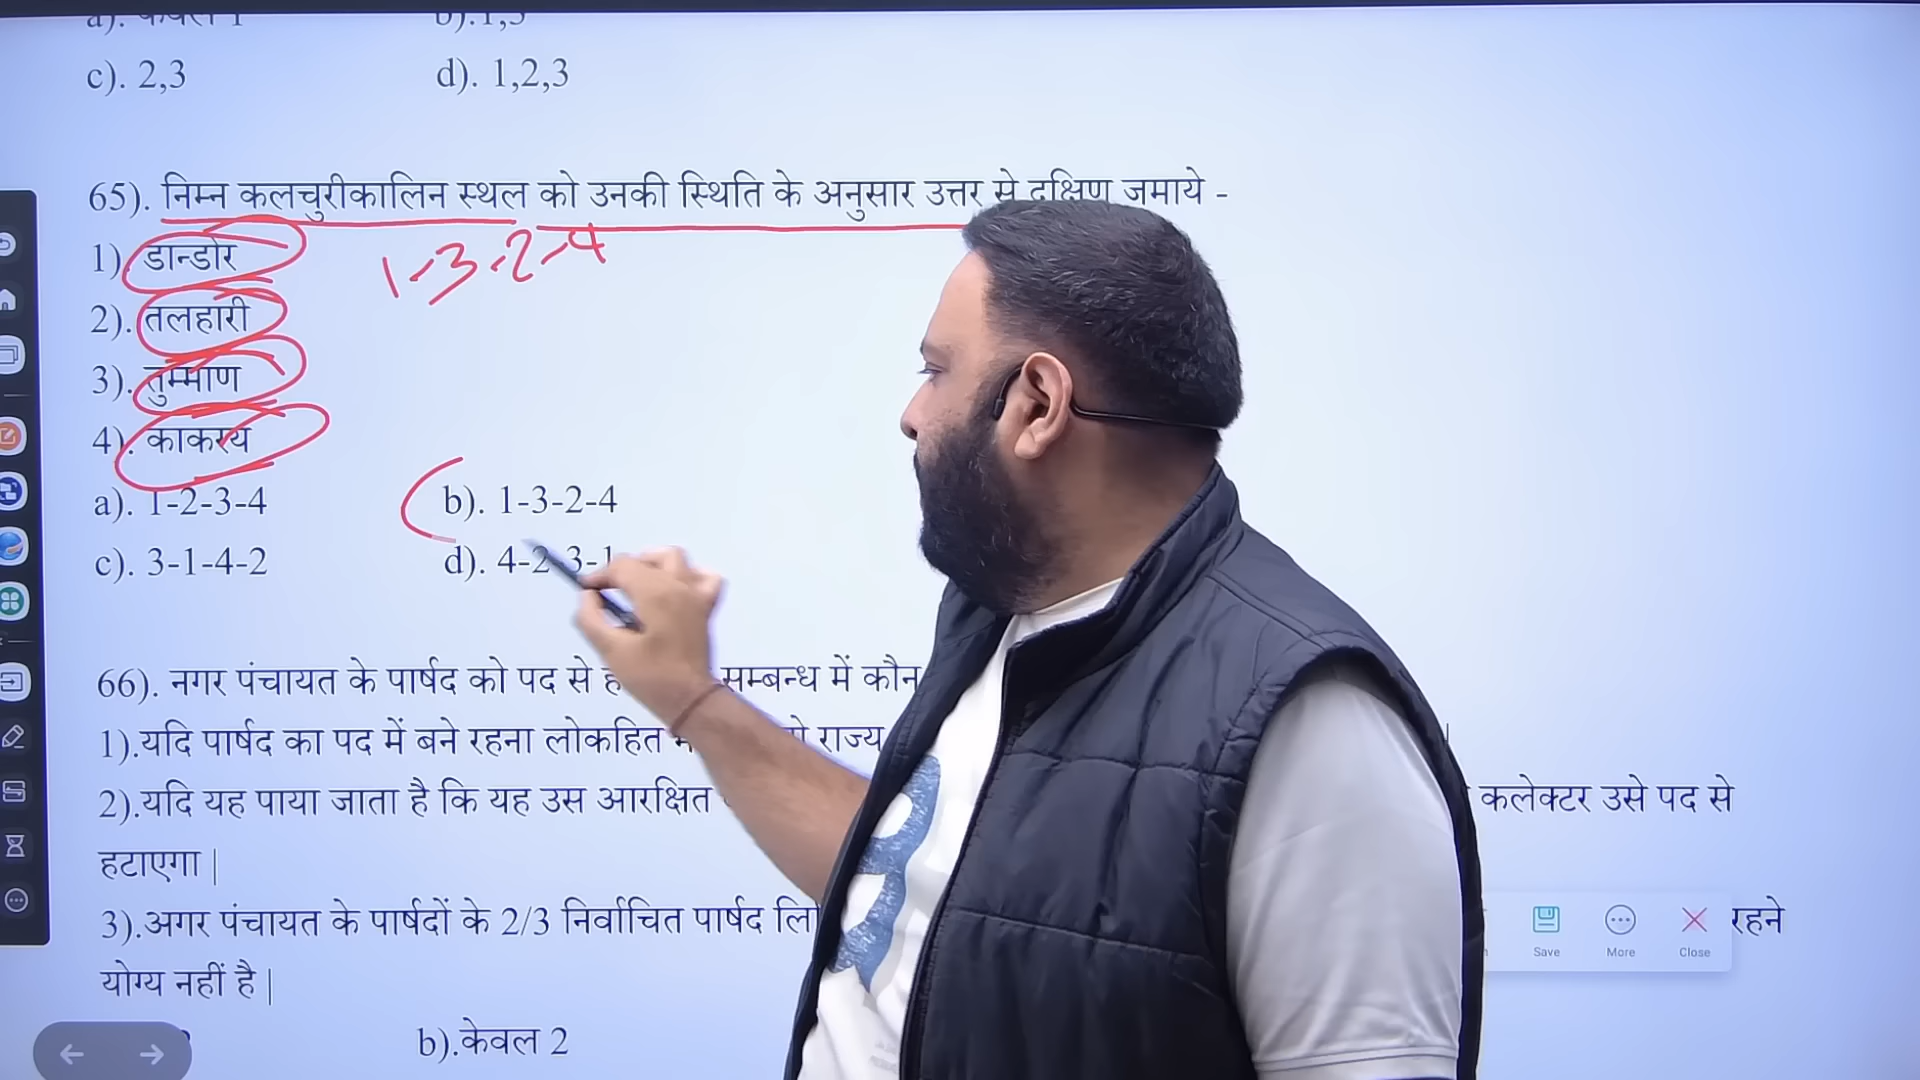 c). 2,3 d). 1,2,3
65). निम्न कलचुरीकालिन स्थल को उनकी स्थिति के अनुसार उत्तर से दक्षिण जमाये -
1). डान्डोर 1-3-2-4
2). तलहारी
3). तुम्माण
4). काकरय
a). 1-2-3-4 b). 1-3-2-4
c). 3-1-4-2 d). 4-2-3-1
66). नगर पंचायत के पार्षद को पद से सम्बन्ध में कौन
1).यदि पार्षद का पद में बने रहना लोकहित राज्य
2).यदि यह पाया जाता है कि यह उस आरक्षित कलेक्टर उसे पद से
हटाएगा |
3).अगर पंचायत के पार्षदों के 2/3 निर्वाचित पार्षद रहने
योग्य नहीं है |
b).केवल 2
Save More Close